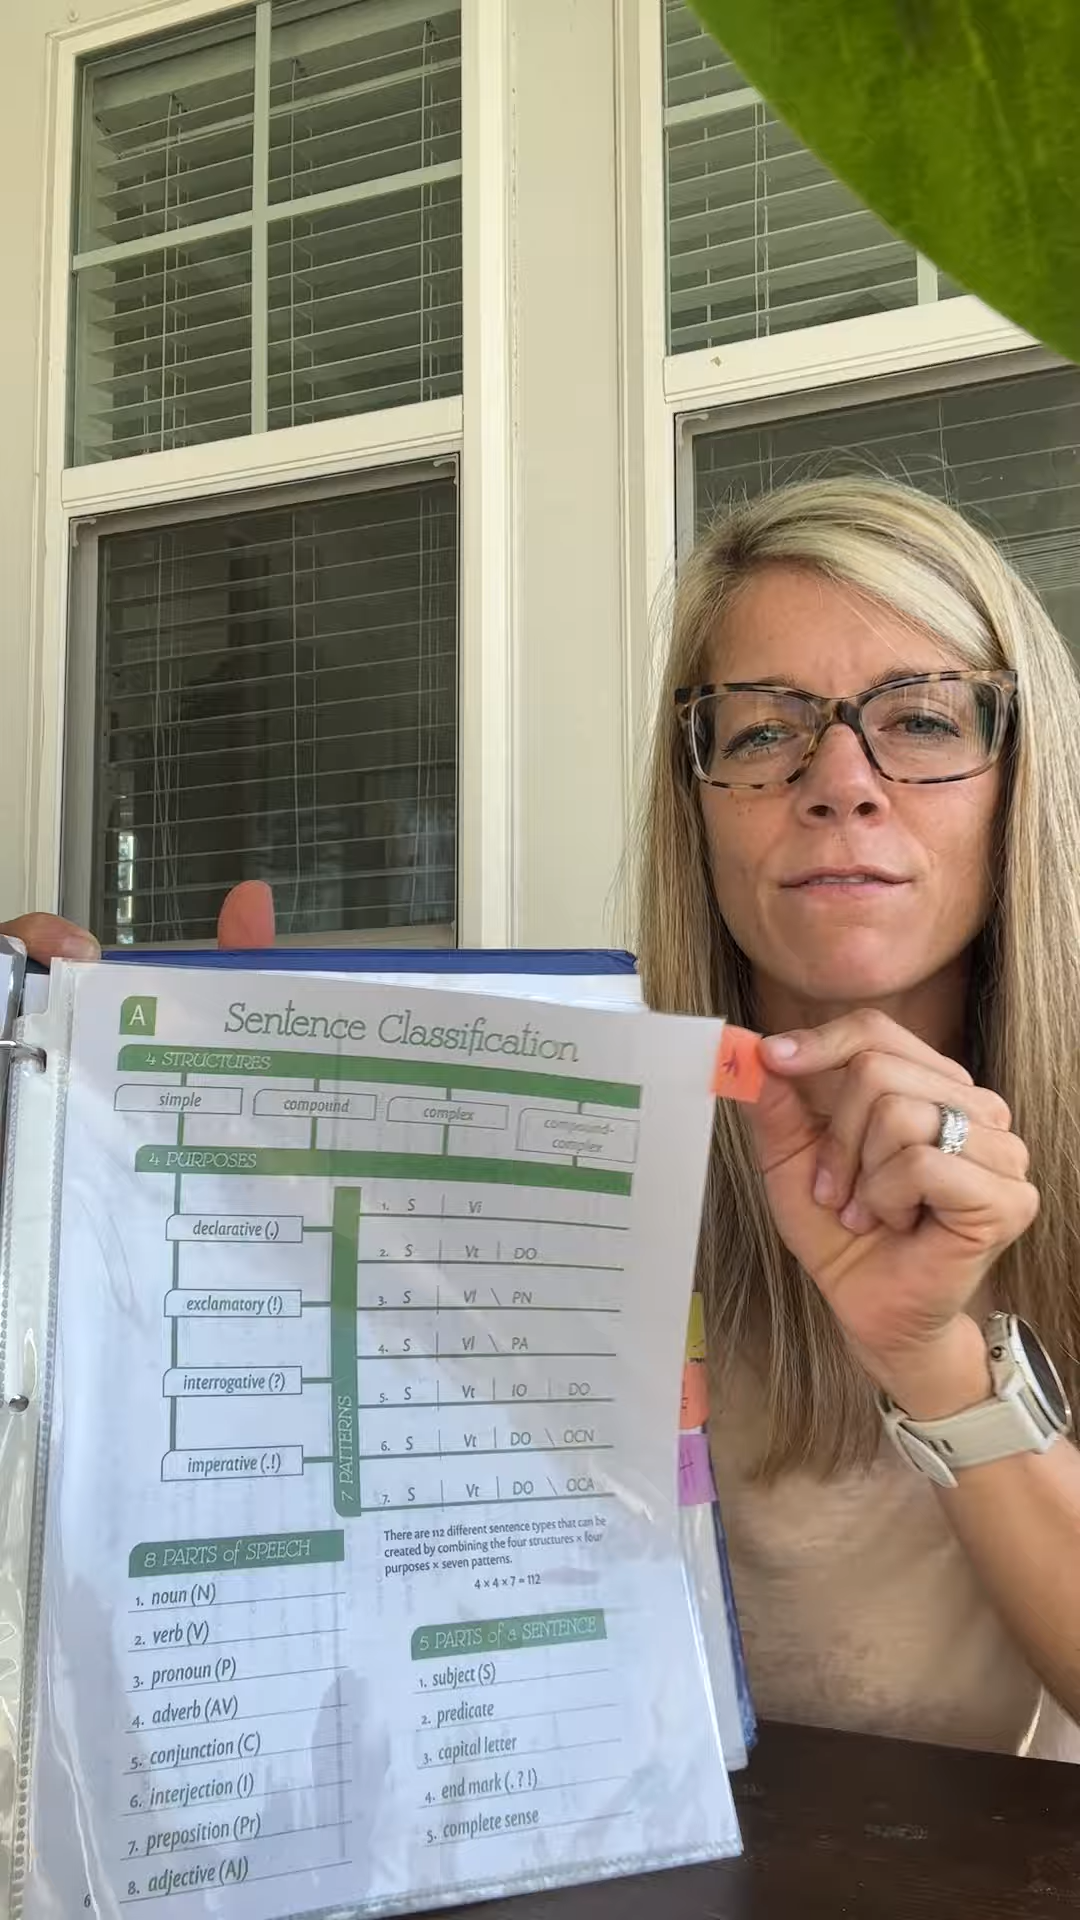 A
Sentence Classification
4 STRUCTURES
simple
compound
complex
compound-
complex
4 PURPOSES
declarative (.)
exclamatory (!)
interrogative (?)
imperative (.!)
7 PATTERNS
1. S | Vi
2. S | Vt | DO
3. S | Vl \ PN
4. S | Vl \ PA
5. S | Vt | IO | DO
6. S | Vt | DO \ OCN
7. S | Vt | DO \ OCA
There are 112 different sentence types that can be
created by combining the four structures x four
purposes x seven patterns.
4 x 4 x 7 = 112
8 PARTS of SPEECH
1. noun (N)
2. verb (V)
3. pronoun (P)
4. adverb (AV)
5. conjunction (C)
6. interjection (I)
7. preposition (Pr)
8. adjective (AJ)
5 PARTS of a SENTENCE
1. subject (S)
2. predicate
3. capital letter
4. end mark (. ? !)
5. complete sense
6